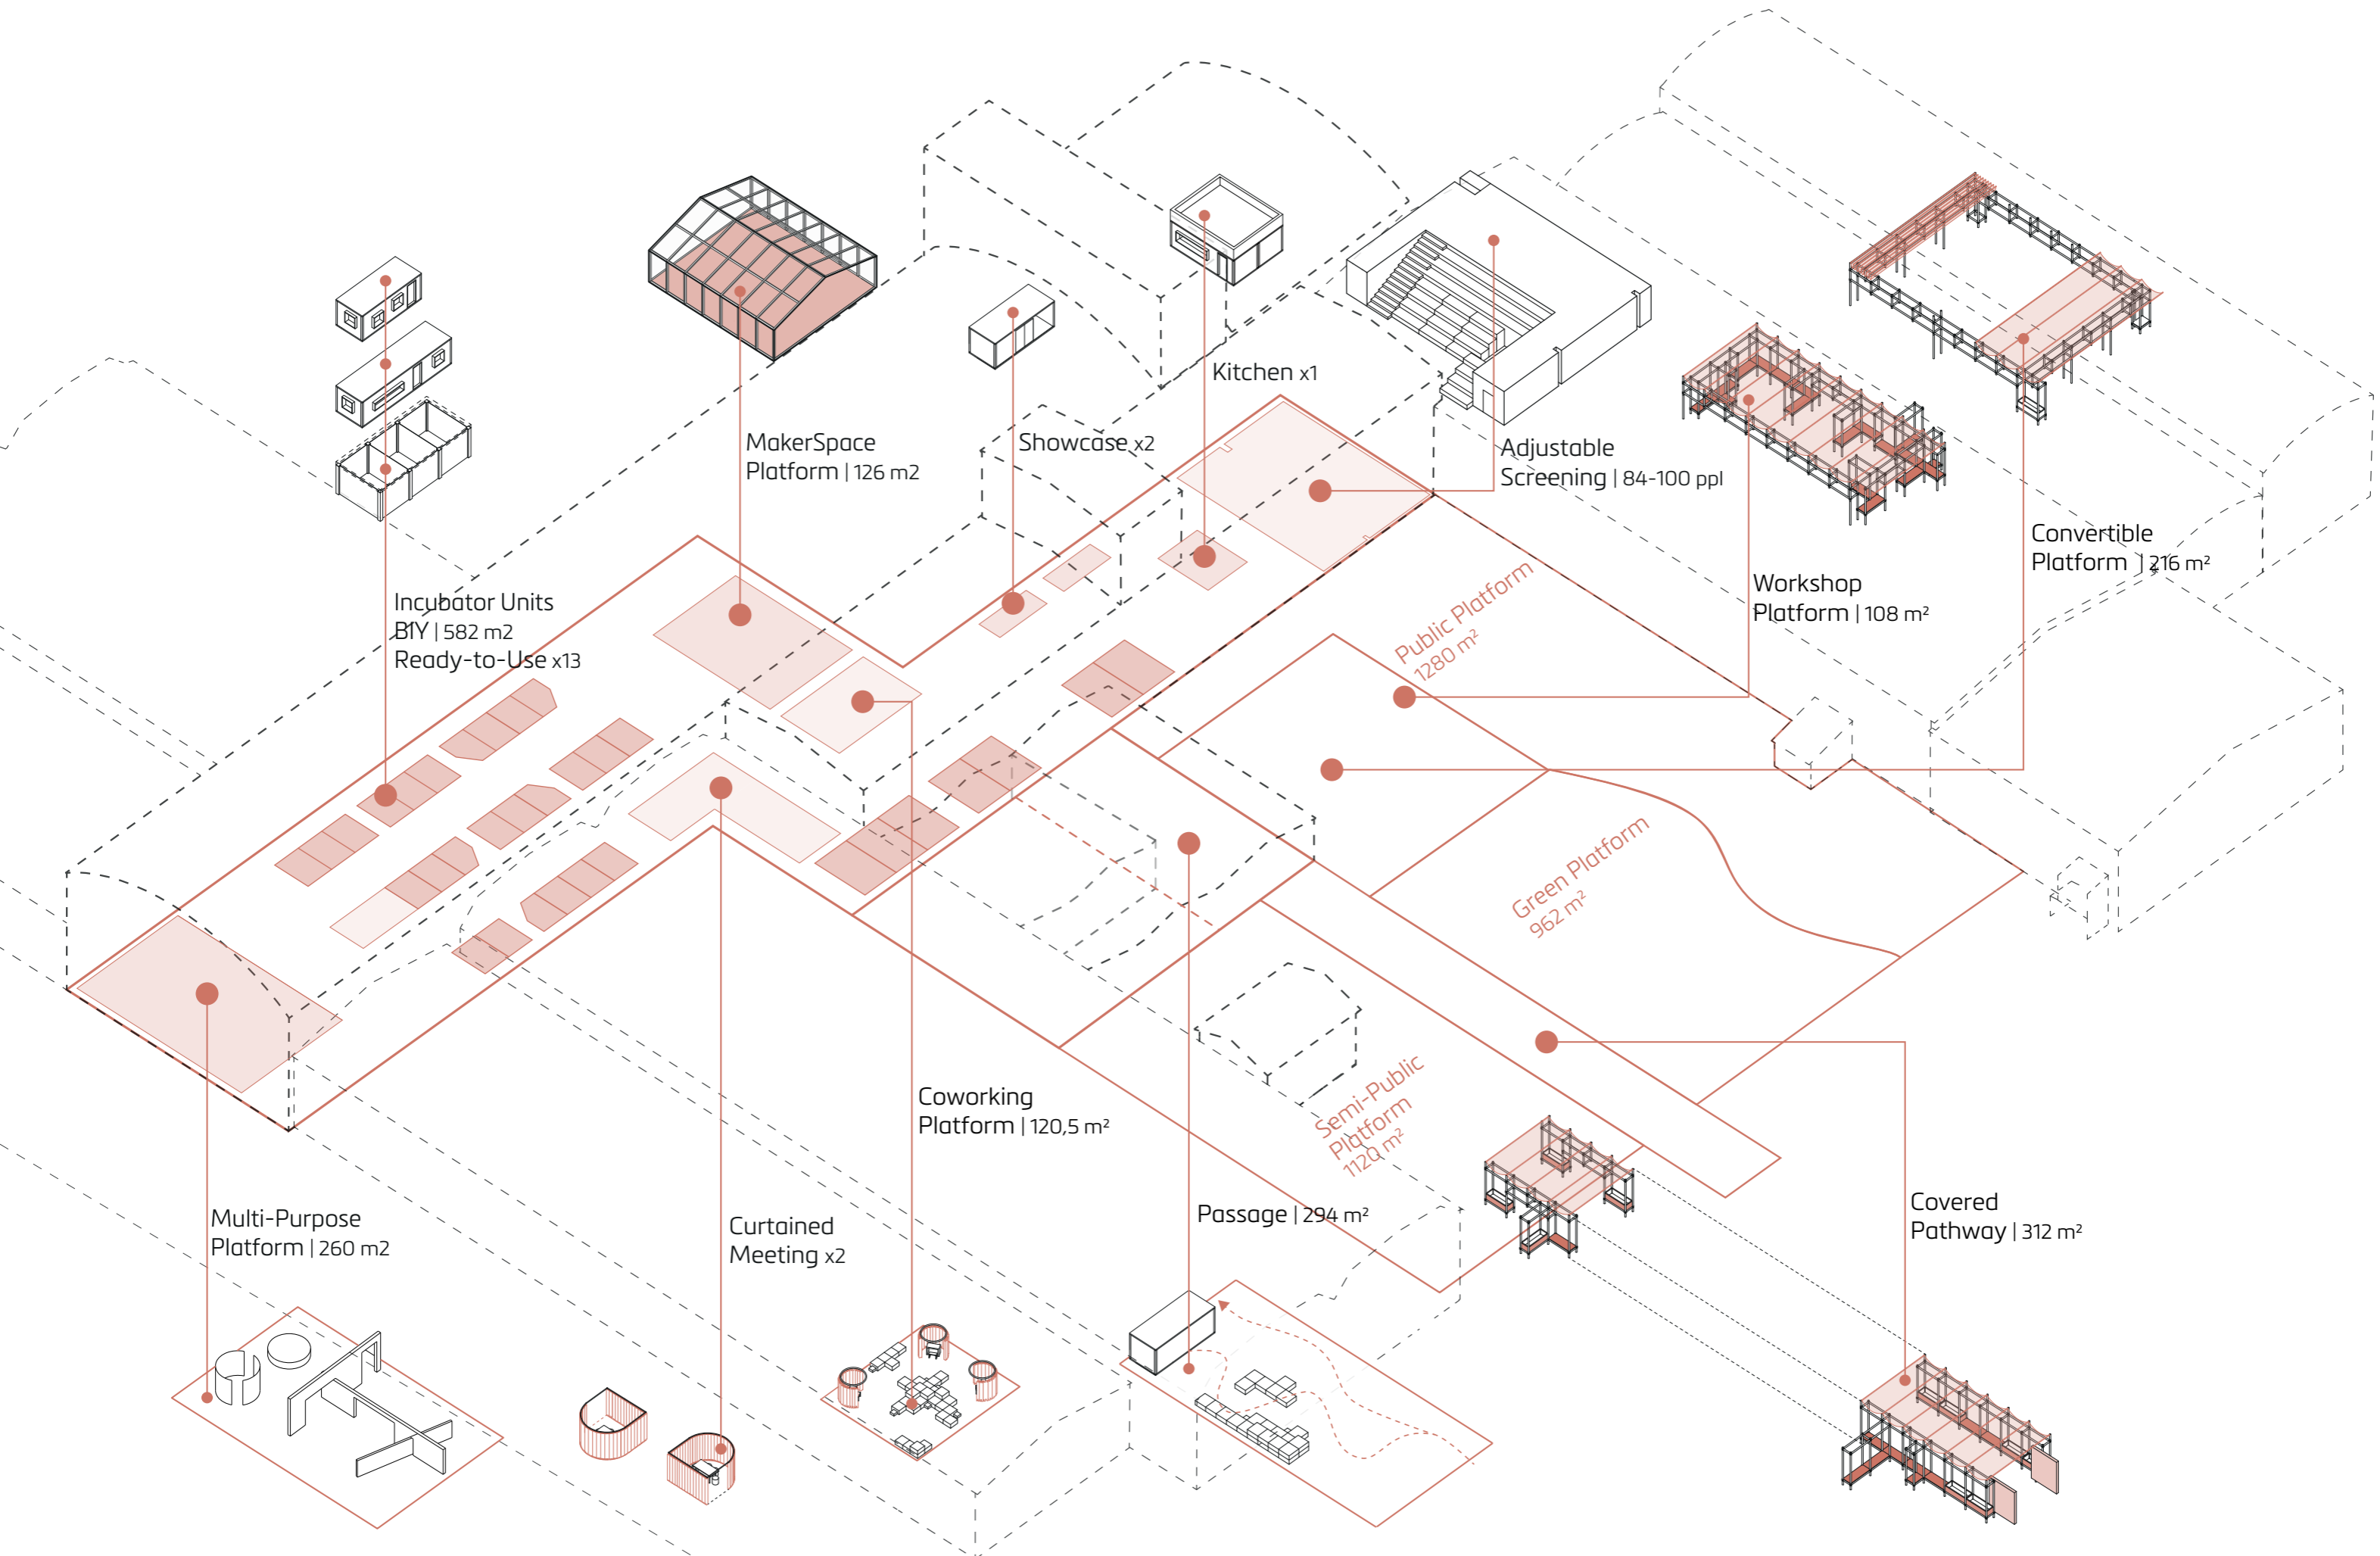 Kitchen x1
MakerSpace
Platform | 126 m2
Showcase x2
Adjustable
Screening | 84-100 ppl
Convertible
Platform | 216 m²
Workshop
Platform | 108 m²
Incubator Units
BIY | 582 m2
Ready-to-Use x13
Public Platform
1280 m²
Green Platform
962 m²
Semi-Public
Platform
1120 m²
Coworking
Platform | 120,5 m²
Multi-Purpose
Platform | 260 m2
Curtained
Meeting x2
Passage | 294 m²
Covered
Pathway | 312 m²